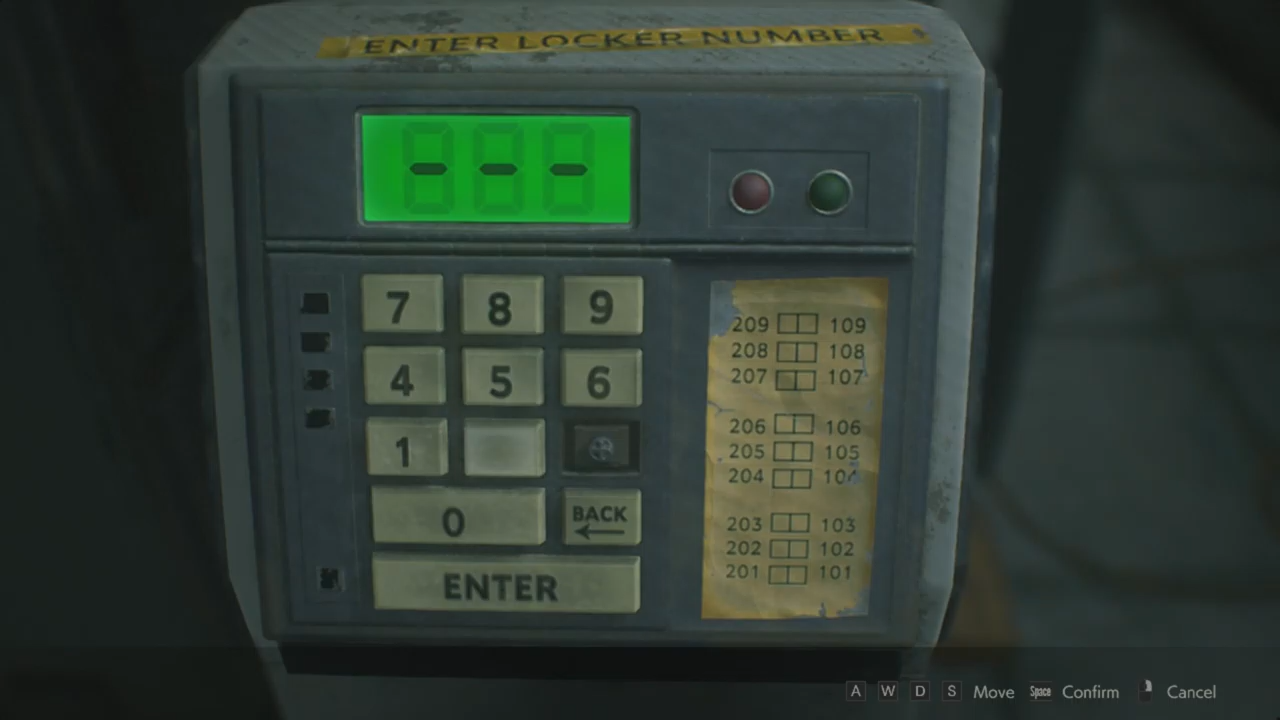 ENTER LOCKER NUMBER
- - -
7 8 9
4 5 6
1
0 BACK
ENTER
209 109
208 108
207 107
206 106
205 105
204 104
203 103
202 102
201 101
A W D S Move Space Confirm Cancel